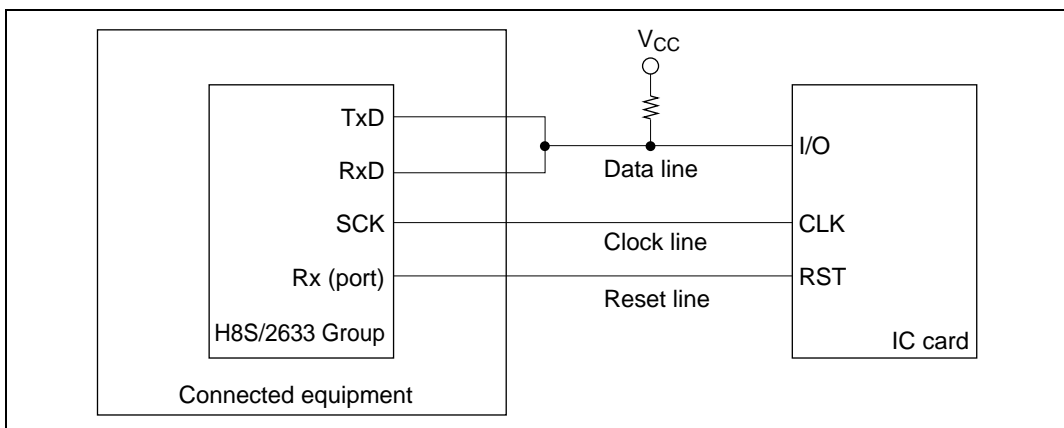 VCC
TxD
RxD
SCK
Rx (port)
H8S/2633 Group
Connected equipment
Data line
Clock line
Reset line
I/O
CLK
RST
IC card